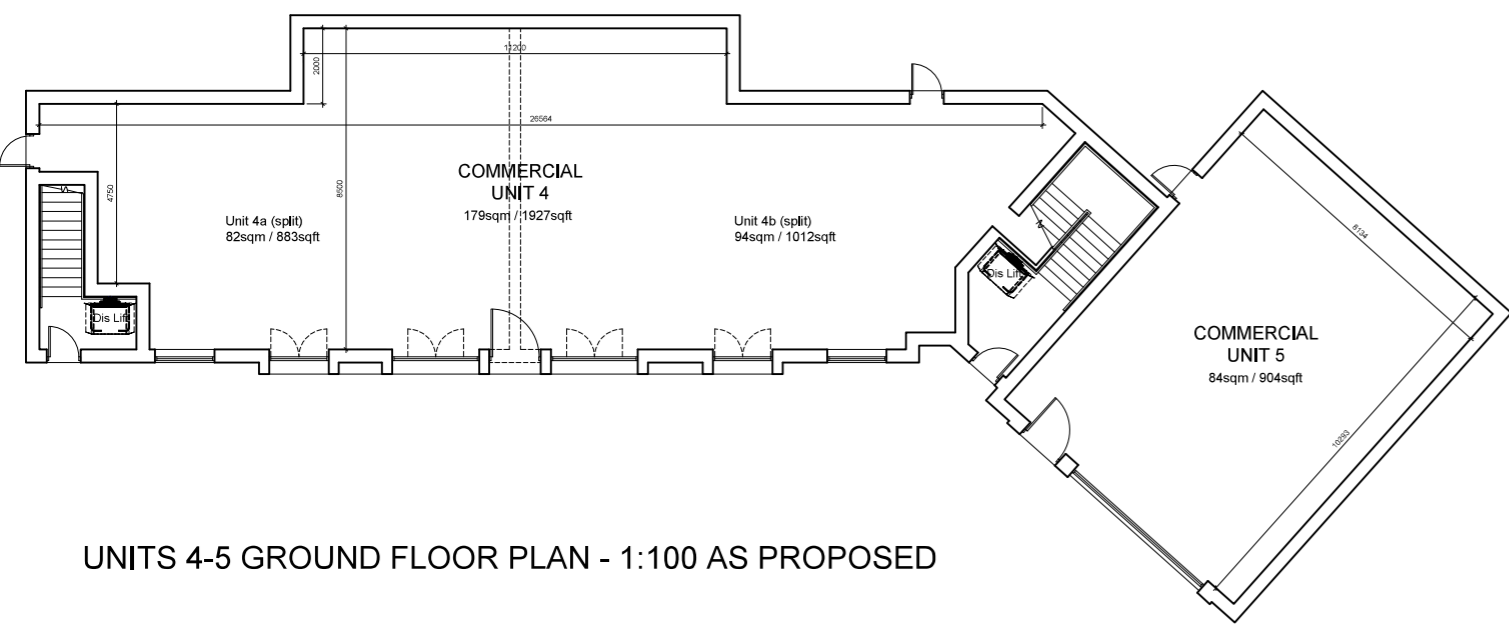 11200
2000
26564
4750
8500
COMMERCIAL
UNIT 4
179sqm / 1927sqft
Unit 4a (split)
82sqm / 883sqft
Unit 4b (split)
94sqm / 1012sqft
Dis Lift
Dis Lift
8134
COMMERCIAL
UNIT 5
84sqm / 904sqft
10293
UNITS 4-5 GROUND FLOOR PLAN - 1:100 AS PROPOSED